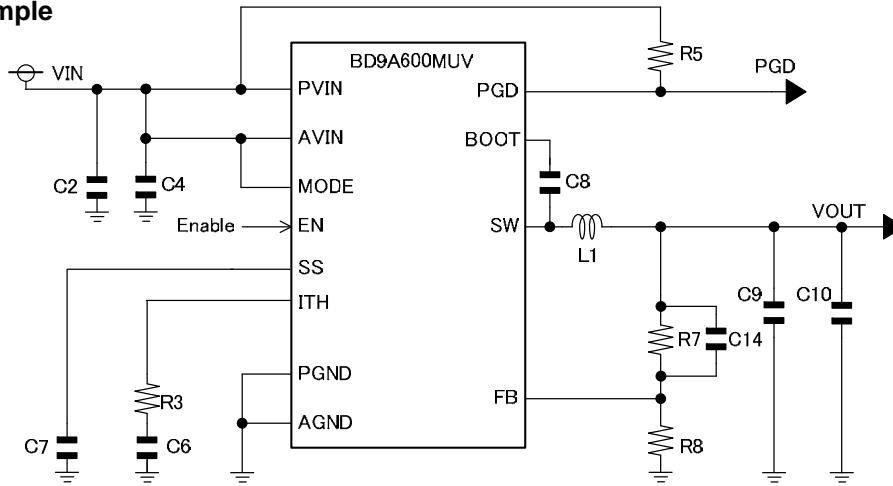 mple
BD9A600MUV
VIN
PVIN
PGD
R5
PGD
AVIN
BOOT
C2
C4
MODE
C8
Enable
EN
SW
L1
VOUT
SS
ITH
C9
C10
R7
C14
PGND
FB
R3
AGND
R8
C7
C6